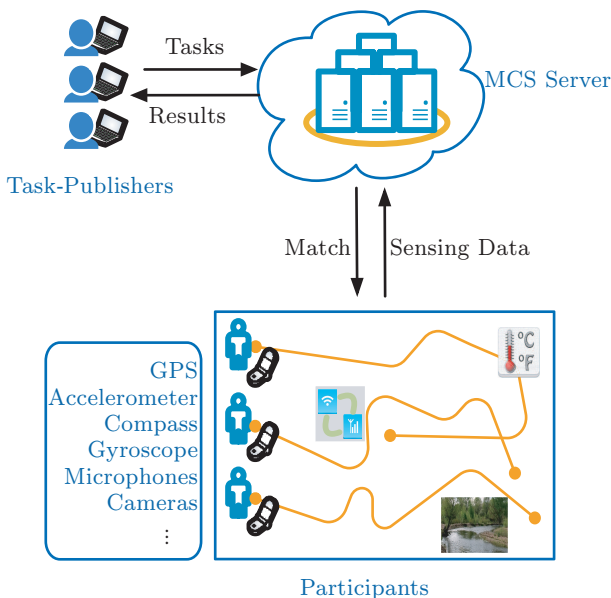 Tasks
MCS Server
Results
Task-Publishers
Match
Sensing Data
°C
°F
GPS
Accelerometer
Compass
Gyroscope
Microphones
Cameras
⋮
Participants